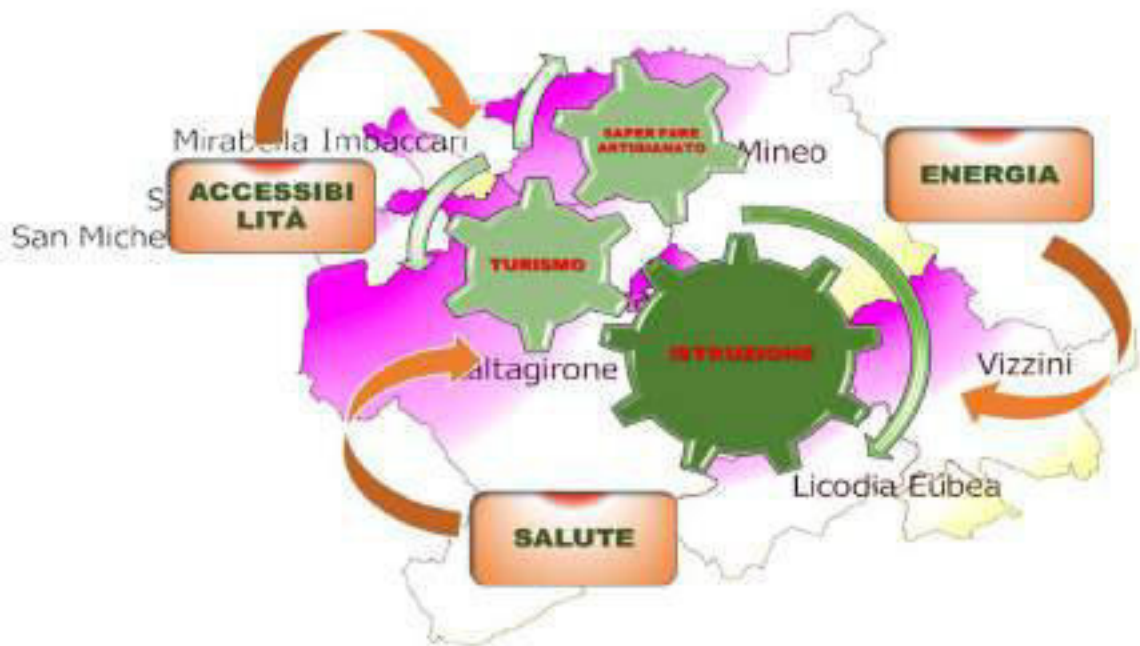 SAPER FARE
ARTIGIANATO
Mirabella Imbaccari
Mineo
ENERGIA
ACCESSIBI
LITÀ
S
San Miche
TURISMO
ISTRUZIONE
altagirone
Vizzini
Licodia Eubea
SALUTE